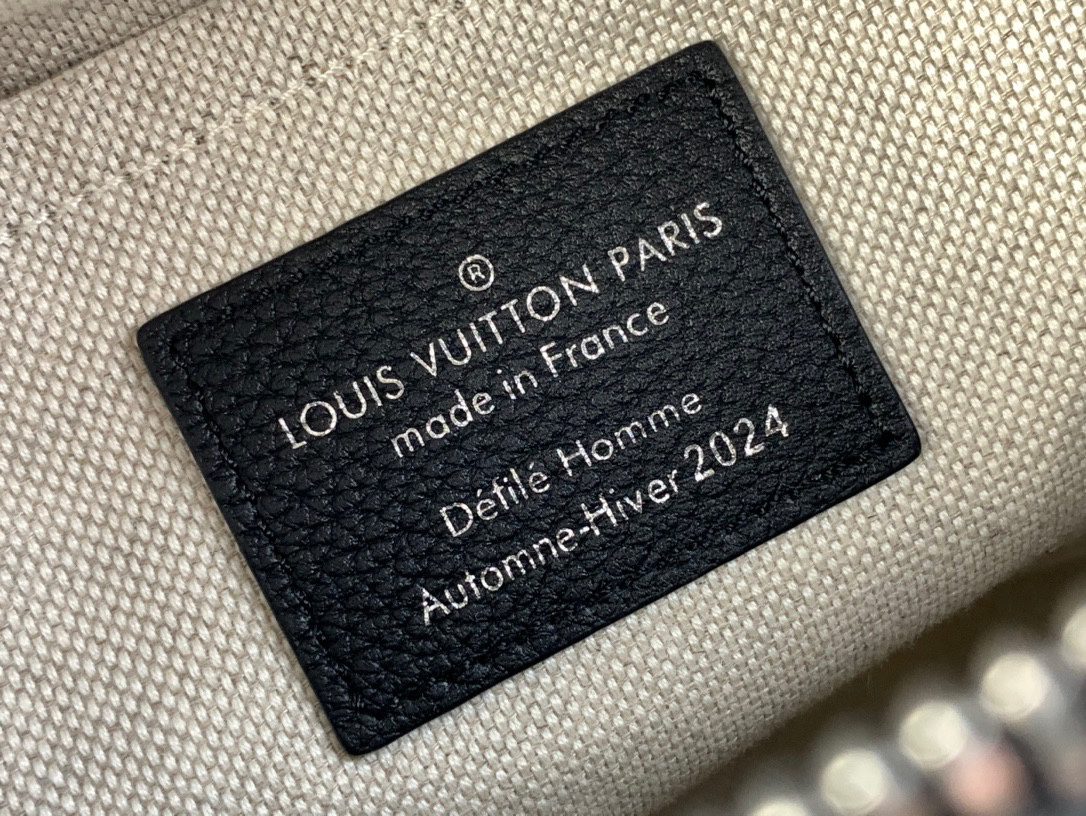 ®
LOUIS VUITTON PARIS
made in France
Défilé Homme
Automne-Hiver 2024